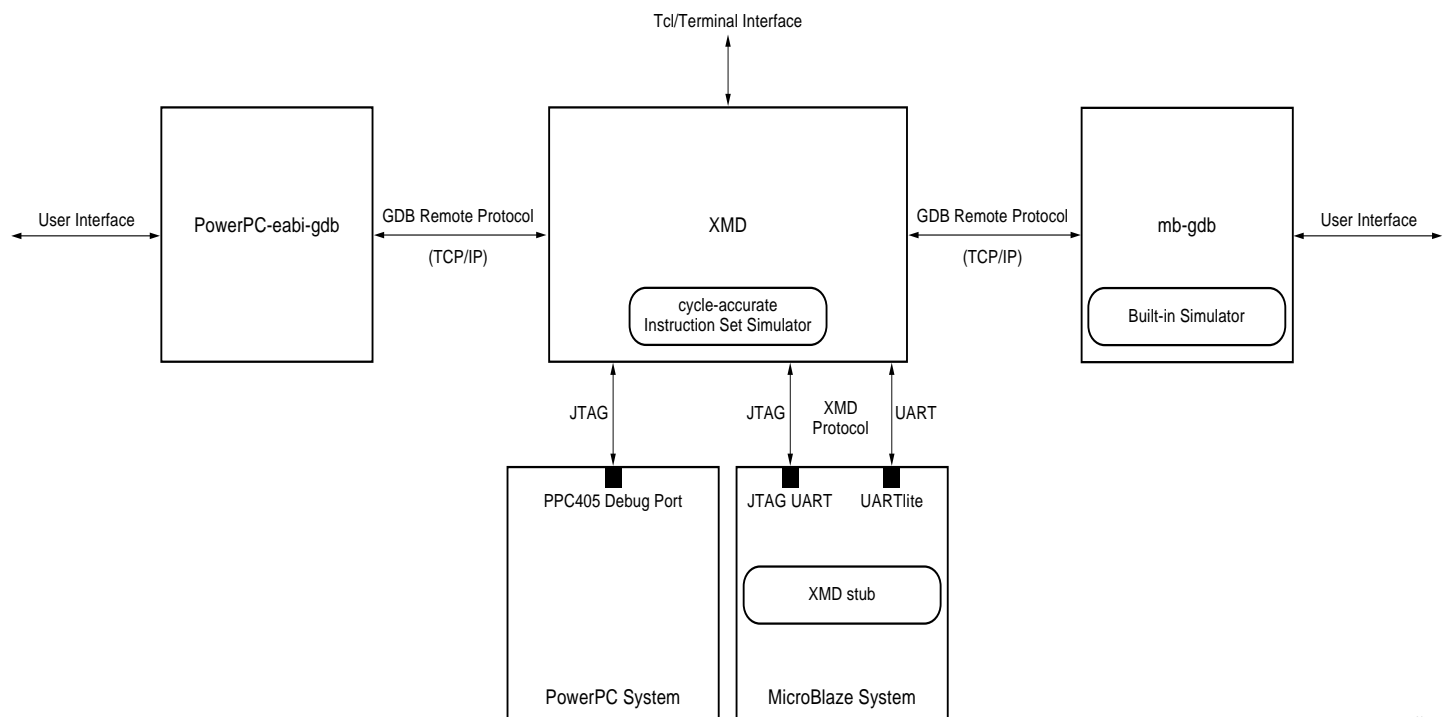 Tcl/Terminal Interface
User Interface
PowerPC-eabi-gdb
GDB Remote Protocol
(TCP/IP)
XMD
cycle-accurate
Instruction Set Simulator
GDB Remote Protocol
(TCP/IP)
mb-gdb
Built-in Simulator
User Interface
JTAG
JTAG
XMD
Protocol
UART
PPC405 Debug Port
JTAG UART
UARTlite
XMD stub
PowerPC System
MicroBlaze System